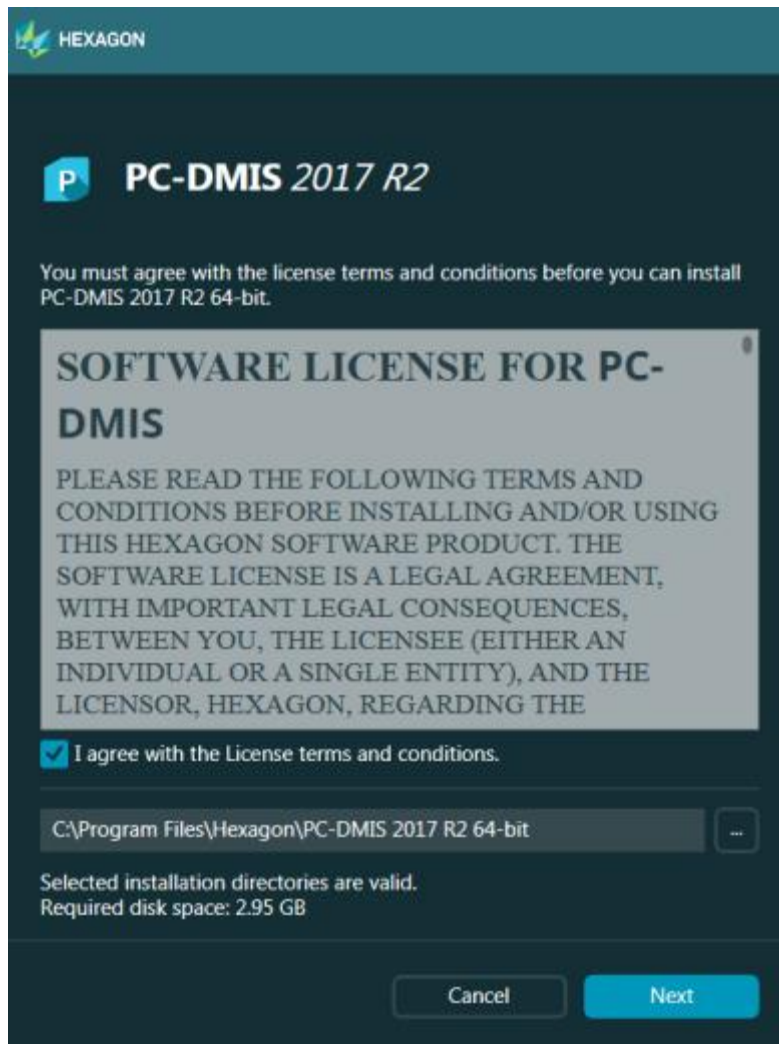 HEXAGON
P PC-DMIS 2017 R2
You must agree with the license terms and conditions before you can install
PC-DMIS 2017 R2 64-bit.
SOFTWARE LICENSE FOR PC-
DMIS
PLEASE READ THE FOLLOWING TERMS AND
CONDITIONS BEFORE INSTALLING AND/OR USING
THIS HEXAGON SOFTWARE PRODUCT. THE
SOFTWARE LICENSE IS A LEGAL AGREEMENT,
WITH IMPORTANT LEGAL CONSEQUENCES,
BETWEEN YOU, THE LICENSEE (EITHER AN
INDIVIDUAL OR A SINGLE ENTITY), AND THE
LICENSOR, HEXAGON, REGARDING THE
I agree with the License terms and conditions.
C:\Program Files\Hexagon\PC-DMIS 2017 R2 64-bit ...
Selected installation directories are valid.
Required disk space: 2.95 GB
Cancel Next